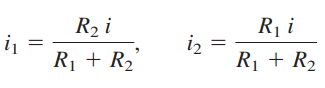 i₁ = R₂ i / (R₁ + R₂), i₂ = R₁ i / (R₁ + R₂)